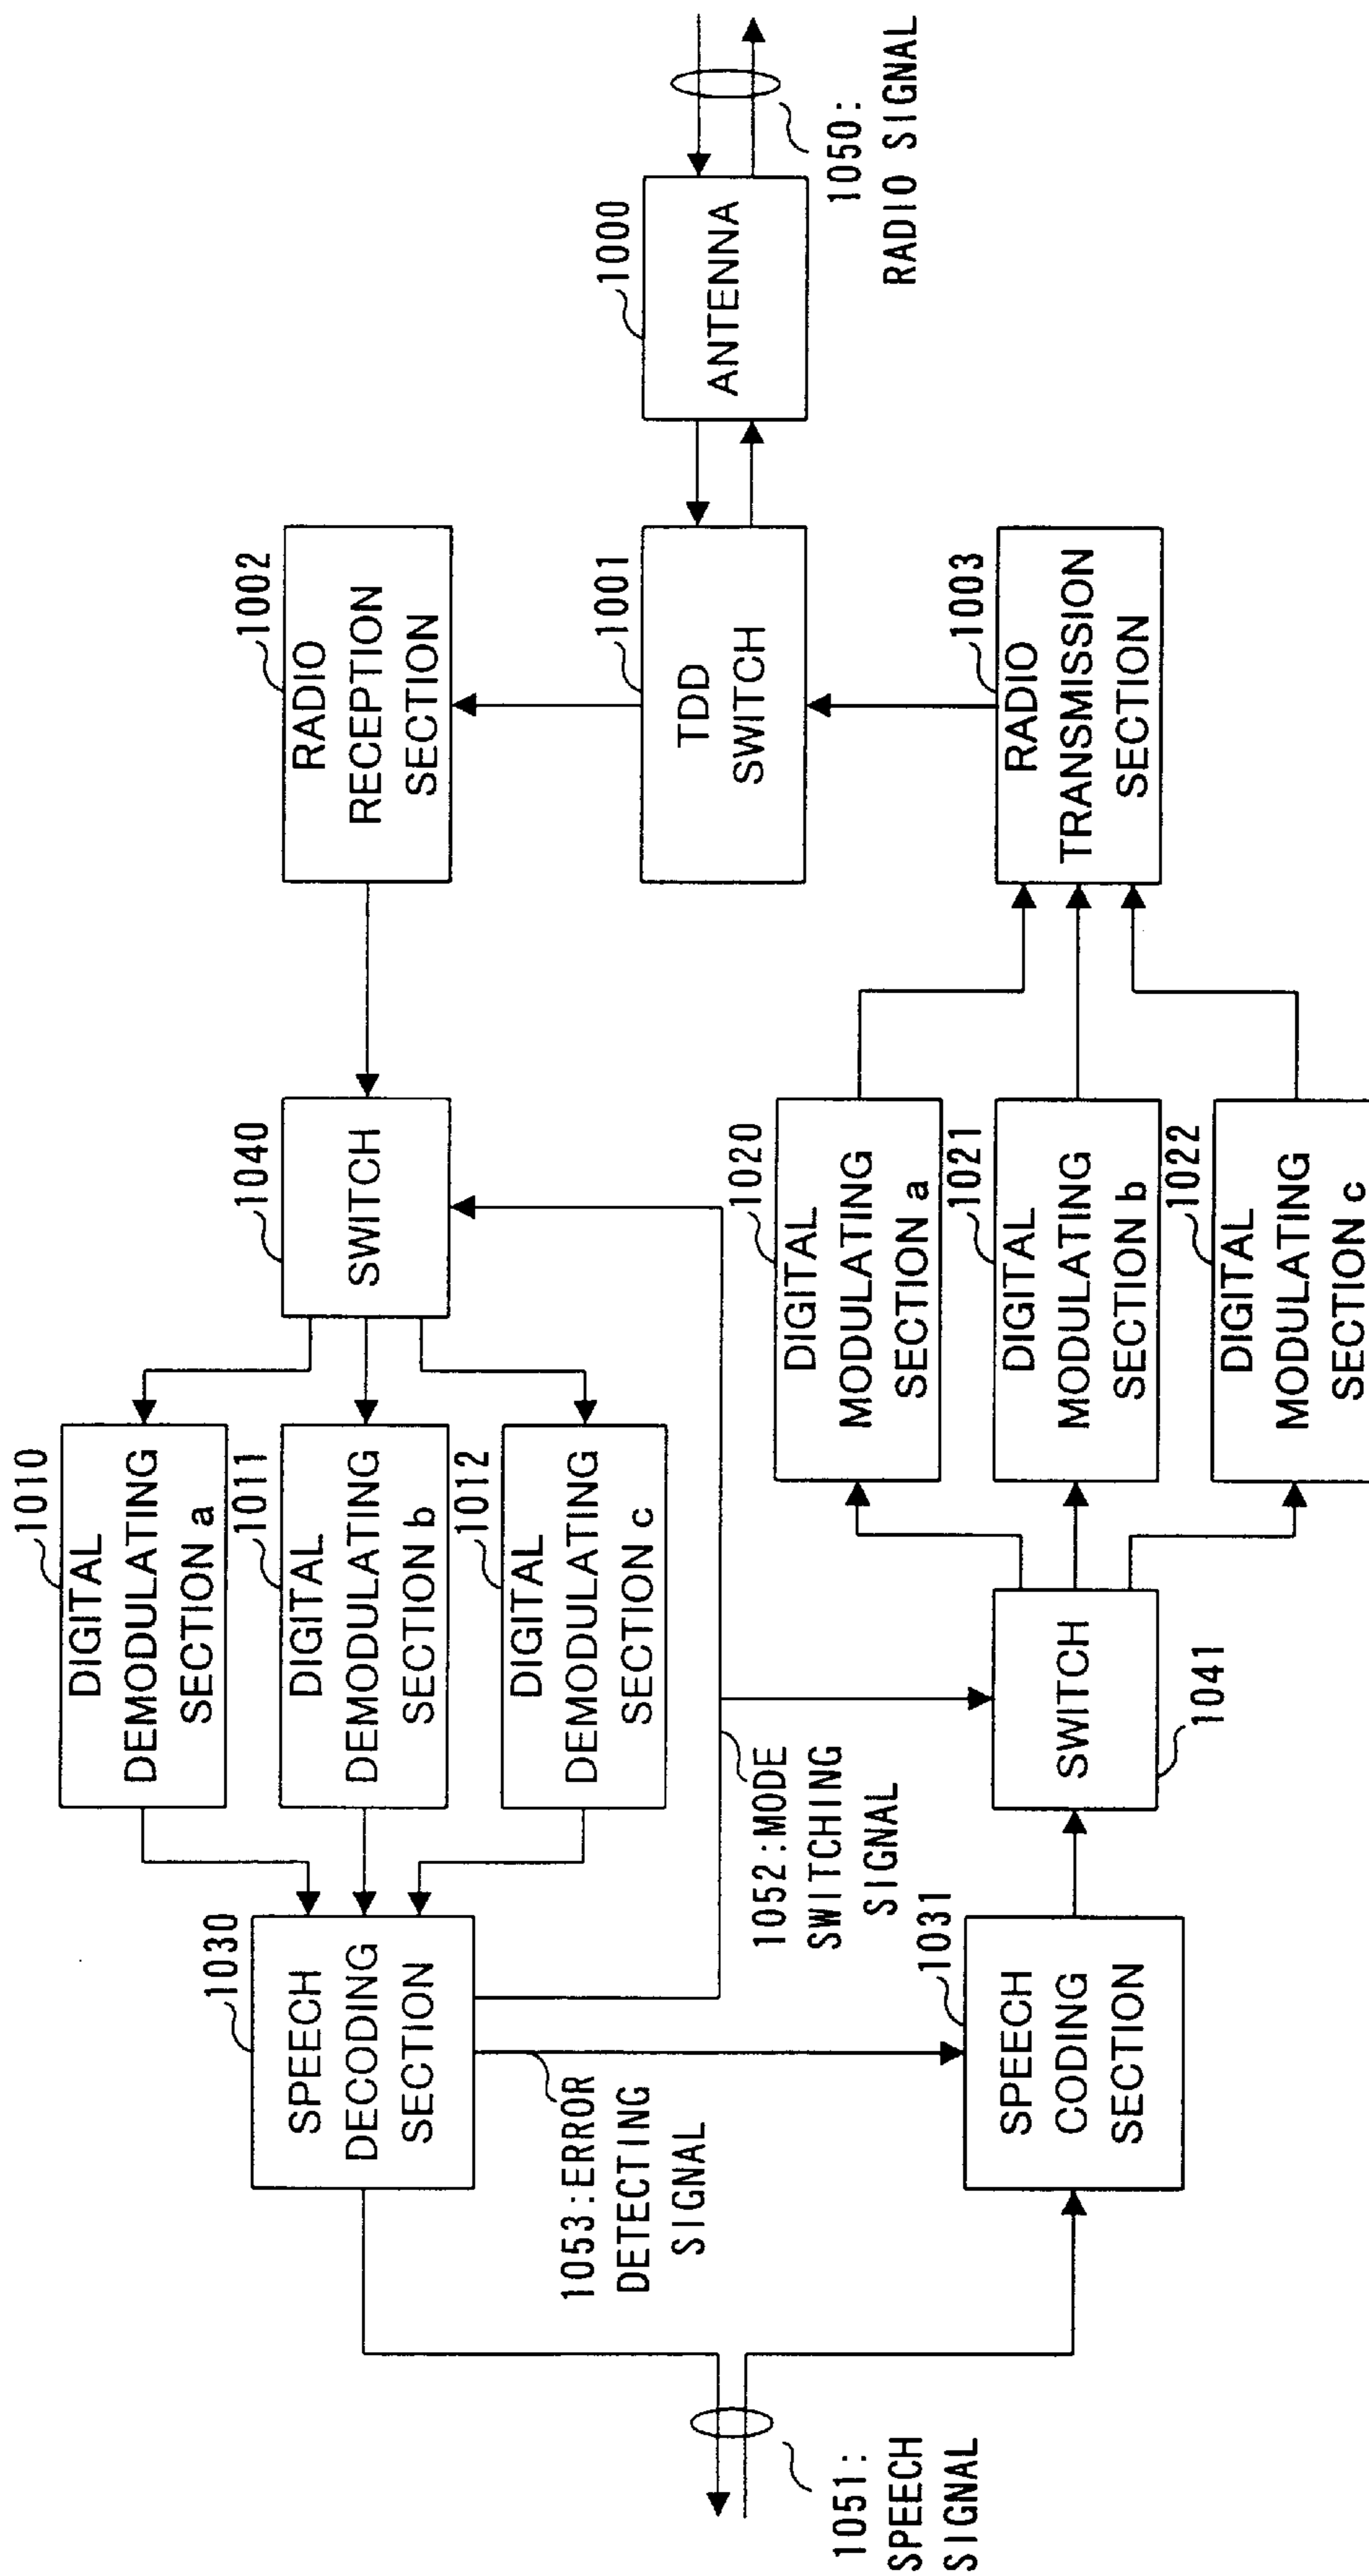 1010
DIGITAL
DEMODULATING
SECTION a
1011
DIGITAL
DEMODULATING
SECTION b
1012
DIGITAL
DEMODULATING
SECTION c
1030
SPEECH
DECODING
SECTION
1040
SWITCH
1002
RADIO
RECEPTION
SECTION
1053:ERROR
DETECTING
SIGNAL
1052:MODE
SWITCHING
SIGNAL
1001
TDD
SWITCH
1000
ANTENNA
1050:
RADIO SIGNAL
1051:
SPEECH
SIGNAL
1031
SPEECH
CODING
SECTION
SWITCH
1041
1020
DIGITAL
MODULATING
SECTION a
1021
DIGITAL
MODULATING
SECTION b
1022
DIGITAL
MODULATING
SECTION c
1003
RADIO
TRANSMISSION
SECTION